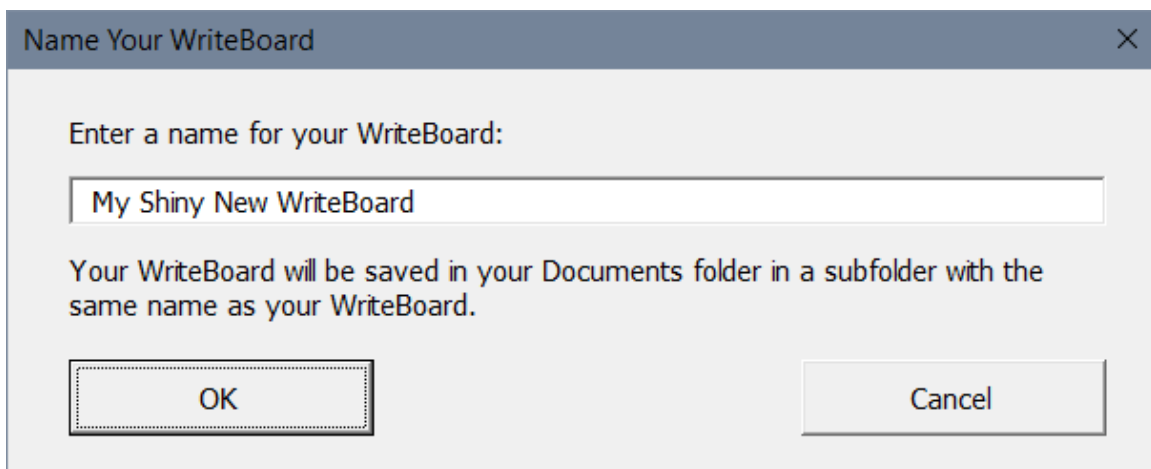 Name Your WriteBoard
Enter a name for your WriteBoard:
My Shiny New WriteBoard
Your WriteBoard will be saved in your Documents folder in a subfolder with the
same name as your WriteBoard.
OK
Cancel